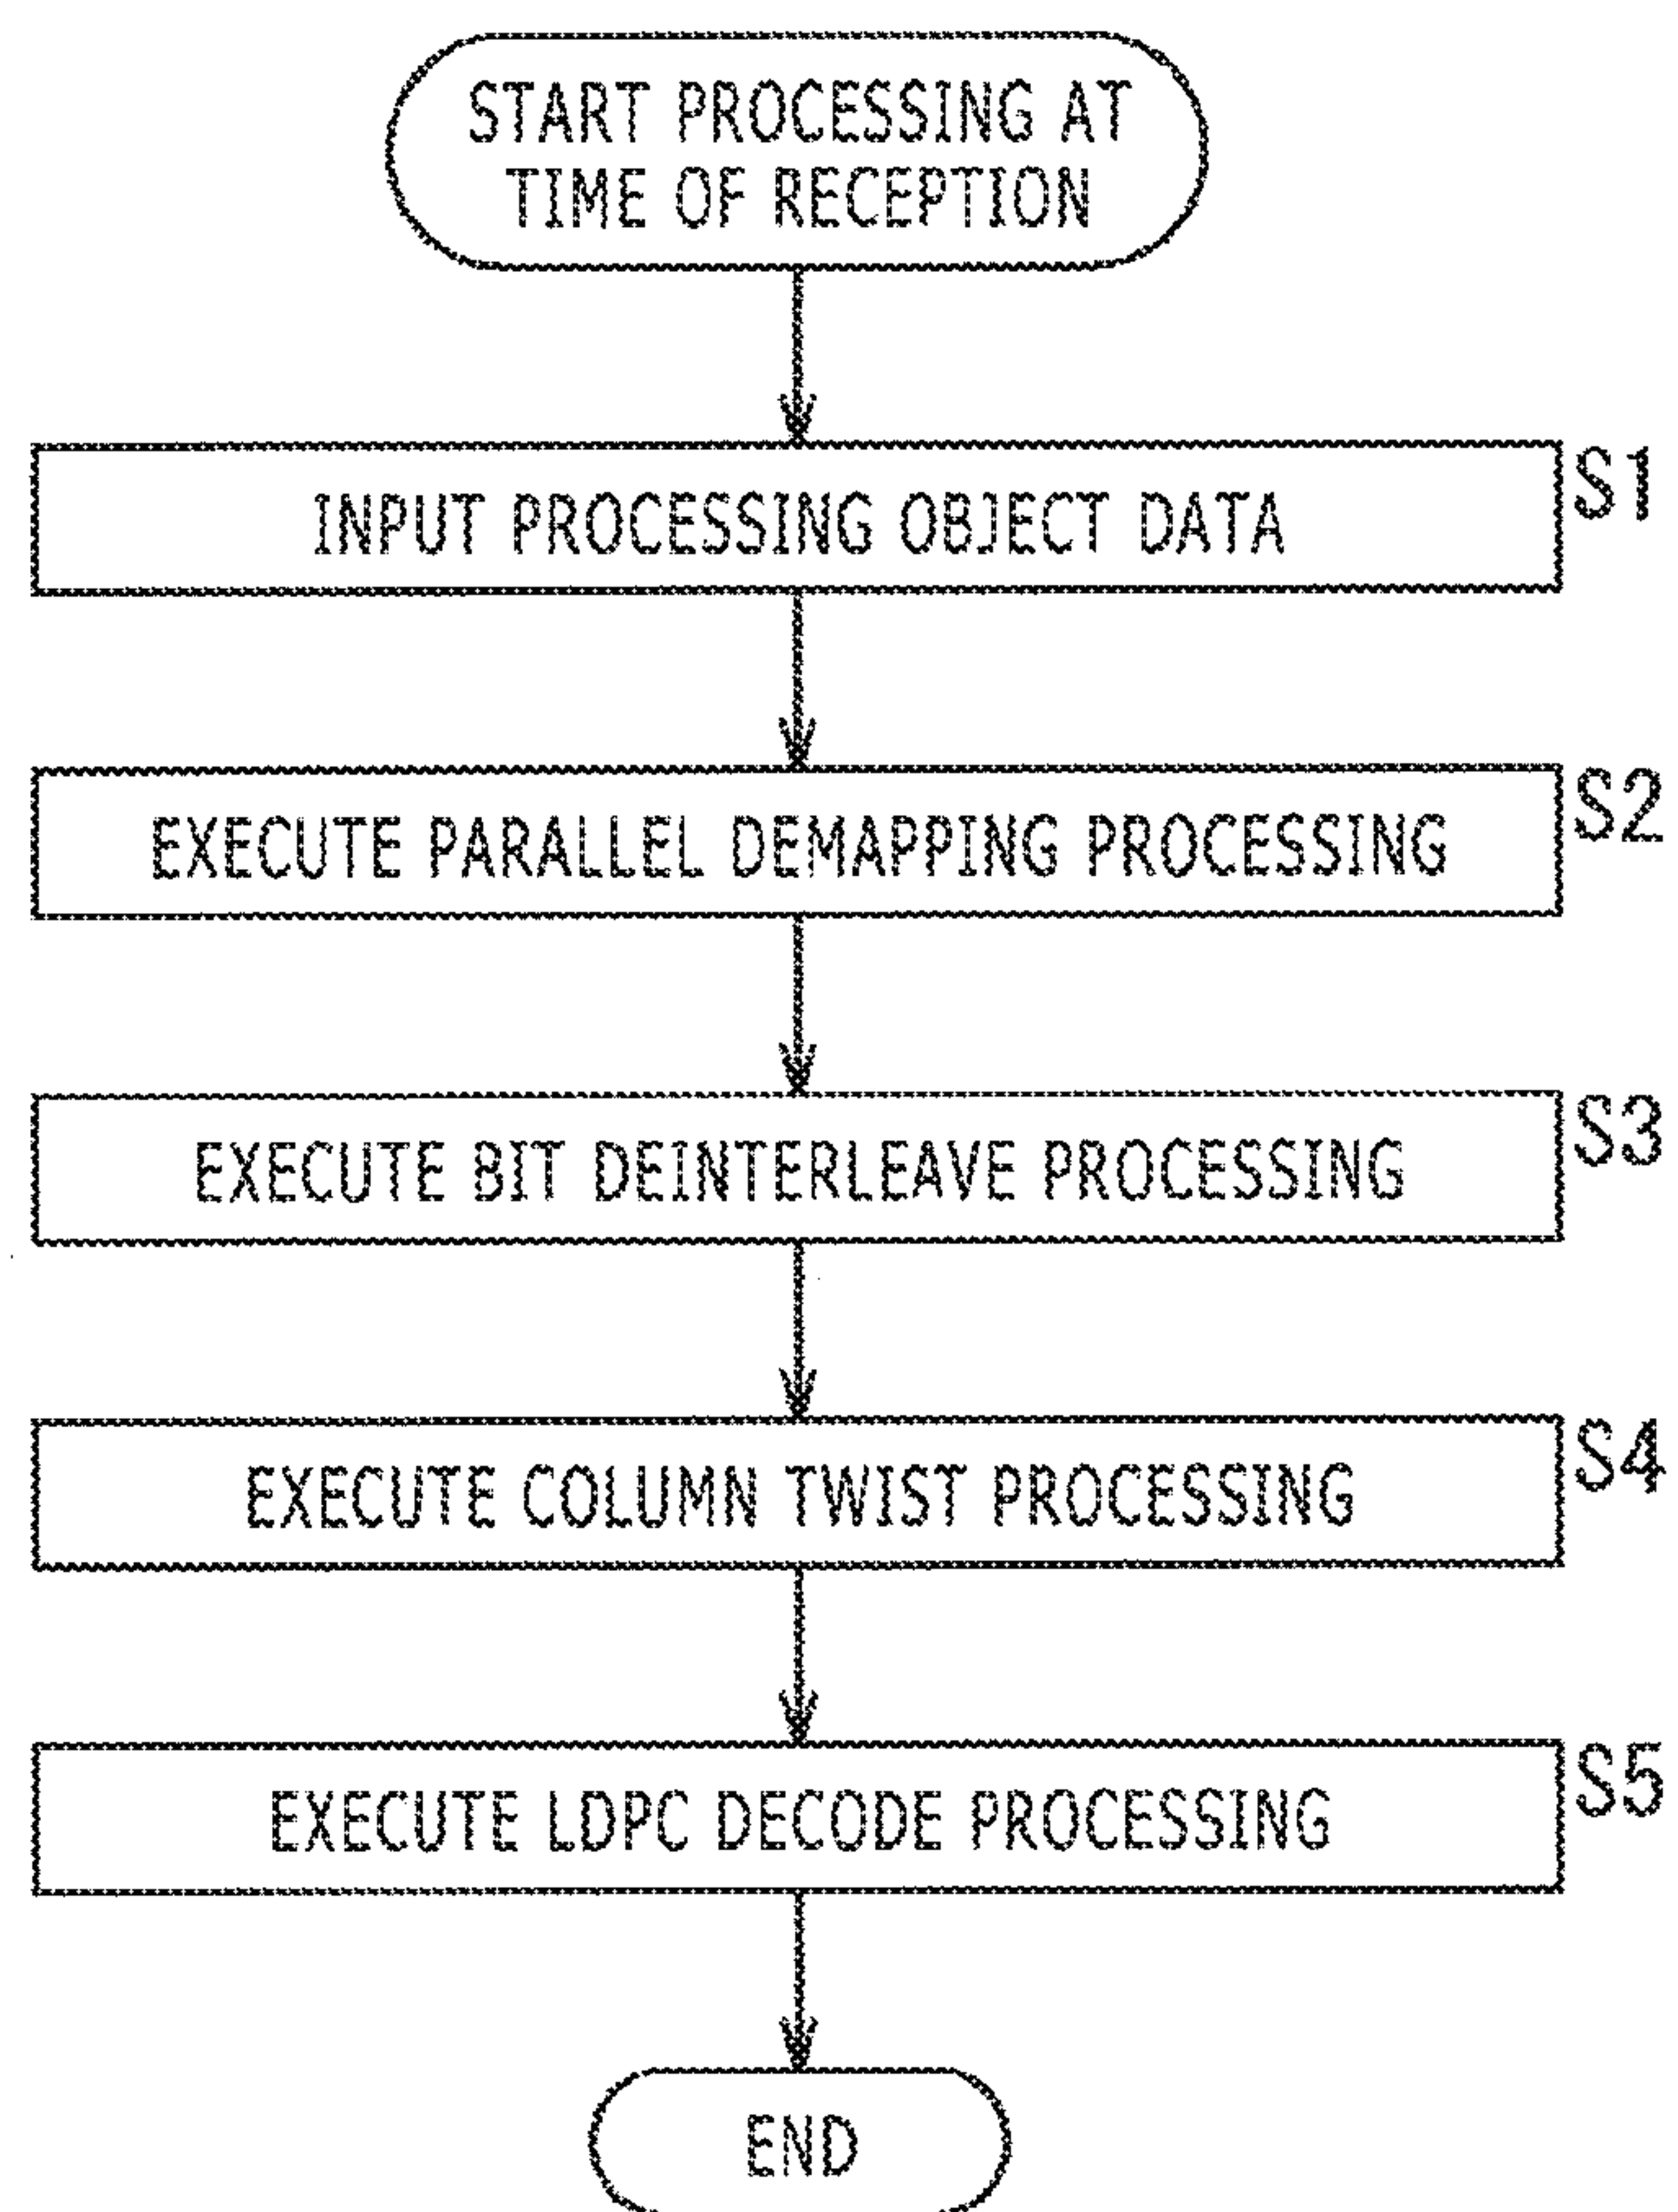 START PROCESSING AT
TIME OF RECEPTION
INPUT PROCESSING OBJECT DATA
S1
EXECUTE PARALLEL DEMAPPING PROCESSING
S2
EXECUTE BIT DEINTERLEAVE PROCESSING
S3
EXECUTE COLUMN TWIST PROCESSING
S4
EXECUTE LDPC DECODE PROCESSING
S5
END